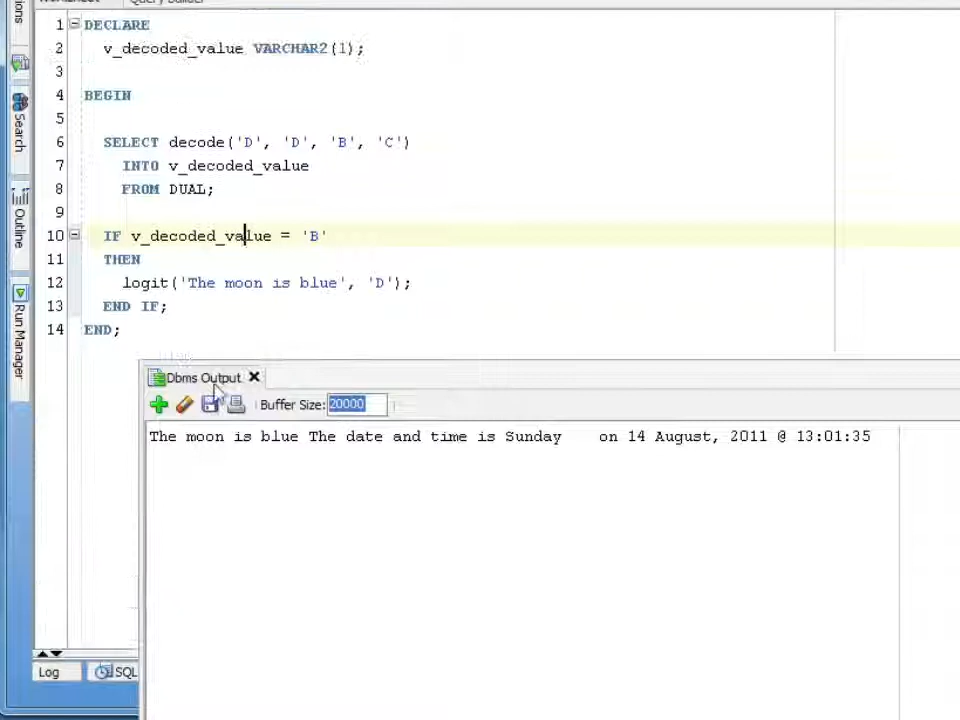 Query Builder
1 DECLARE
2 v_decoded_value VARCHAR2(1);
3
4 BEGIN
5
6 SELECT decode('D', 'D', 'B', 'C')
7 INTO v_decoded_value
8 FROM DUAL;
9
10 IF v_decoded_value = 'B'
11 THEN
12 logit('The moon is blue', 'D');
13 END IF;
14 END;
Search
Outline
Run Manager
Dbms Output
Buffer Size: 20000
The moon is blue The date and time is Sunday on 14 August, 2011 @ 13:01:35
Log
SQL